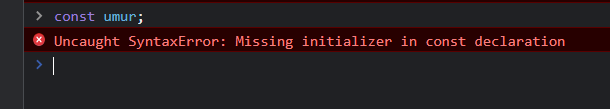 const umur;
Uncaught SyntaxError: Missing initializer in const declaration